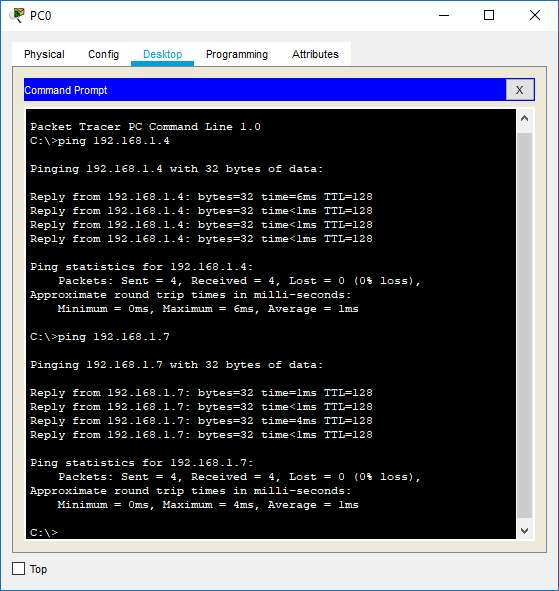 PC0
Physical Config Desktop Programming Attributes
Command Prompt X
Packet Tracer PC Command Line 1.0
C:\>ping 192.168.1.4
Pinging 192.168.1.4 with 32 bytes of data:
Reply from 192.168.1.4: bytes=32 time=6ms TTL=128
Reply from 192.168.1.4: bytes=32 time<1ms TTL=128
Reply from 192.168.1.4: bytes=32 time<1ms TTL=128
Reply from 192.168.1.4: bytes=32 time<1ms TTL=128
Ping statistics for 192.168.1.4:
Packets: Sent = 4, Received = 4, Lost = 0 (0% loss),
Approximate round trip times in milli-seconds:
Minimum = 0ms, Maximum = 6ms, Average = 1ms
C:\>ping 192.168.1.7
Pinging 192.168.1.7 with 32 bytes of data:
Reply from 192.168.1.7: bytes=32 time=1ms TTL=128
Reply from 192.168.1.7: bytes=32 time<1ms TTL=128
Reply from 192.168.1.7: bytes=32 time=4ms TTL=128
Reply from 192.168.1.7: bytes=32 time<1ms TTL=128
Ping statistics for 192.168.1.7:
Packets: Sent = 4, Received = 4, Lost = 0 (0% loss),
Approximate round trip times in milli-seconds:
Minimum = 0ms, Maximum = 4ms, Average = 1ms
C:\>
Top